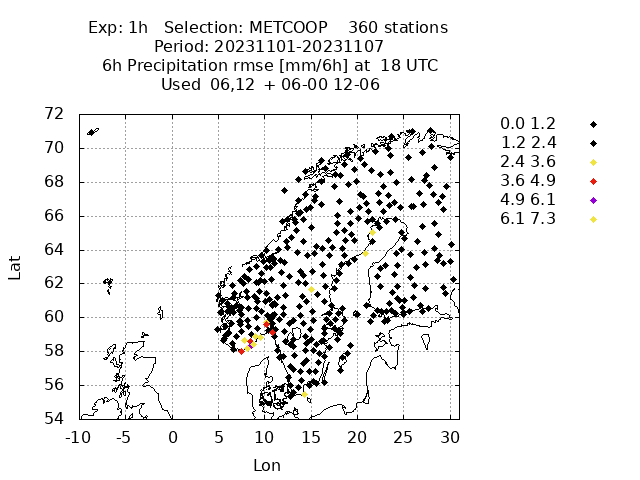 Exp: 1h   Selection: METCOOP    360 stations
Period: 20231101-20231107
6h Precipitation rmse [mm/6h] at  18 UTC
Used  06,12  + 06-00 12-06
72
70
68
66
64
62
60
58
56
54
Lat
-10 -5 0 5 10 15 20 25 30
Lon
0.0 1.2
1.2 2.4
2.4 3.6
3.6 4.9
4.9 6.1
6.1 7.3